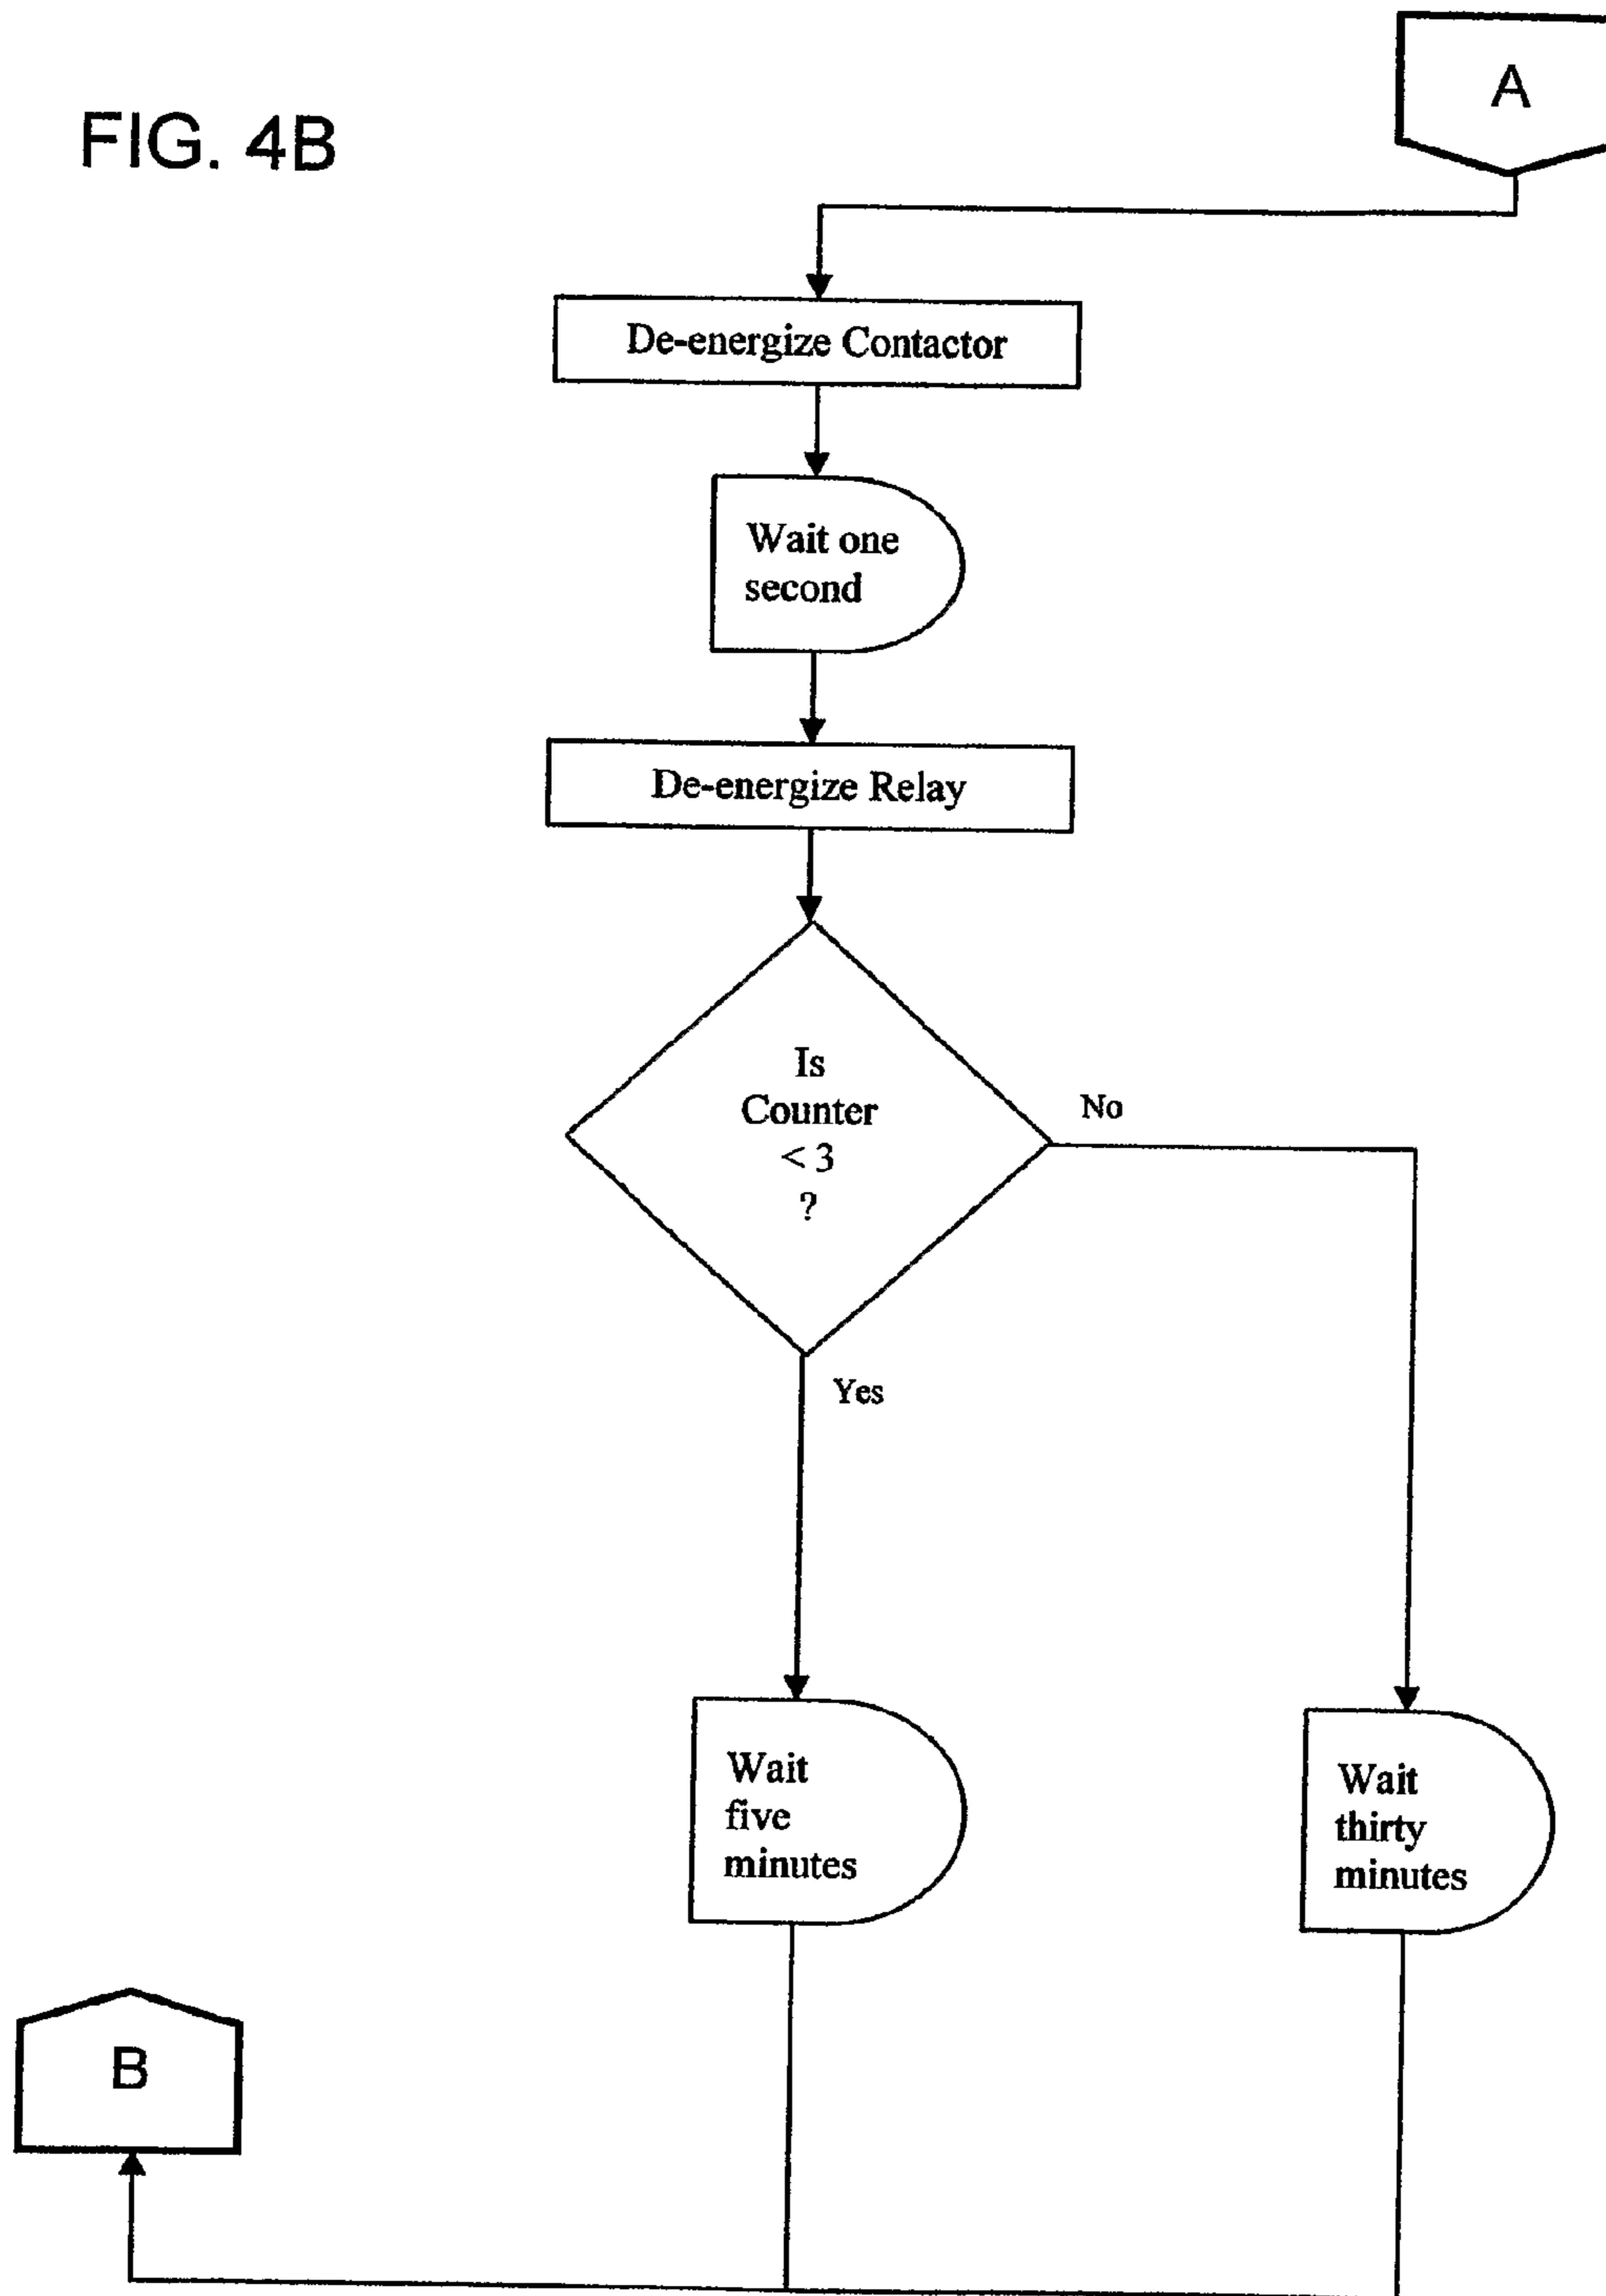 FIG. 4B
A
De-energize Contactor
Wait one
second
De-energize Relay
Is
Counter
< 3
?
No
Yes
Wait
five
minutes
Wait
thirty
minutes
B